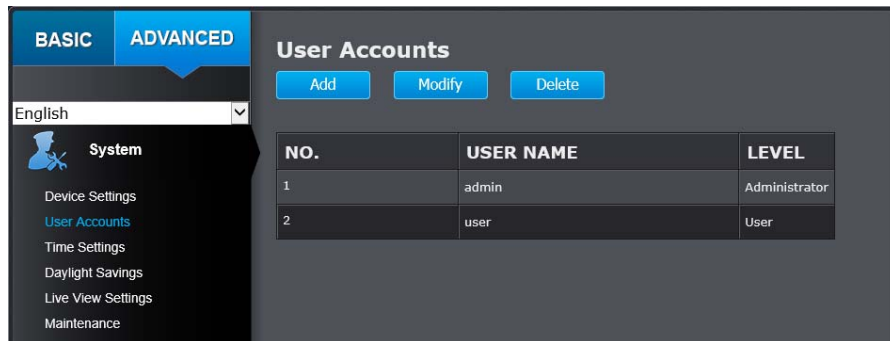 BASIC
ADVANCED
English
System
Device Settings
User Accounts
Time Settings
Daylight Savings
Live View Settings
Maintenance
User Accounts
Add Modify Delete
NO. USER NAME LEVEL
1 admin Administrator
2 user User